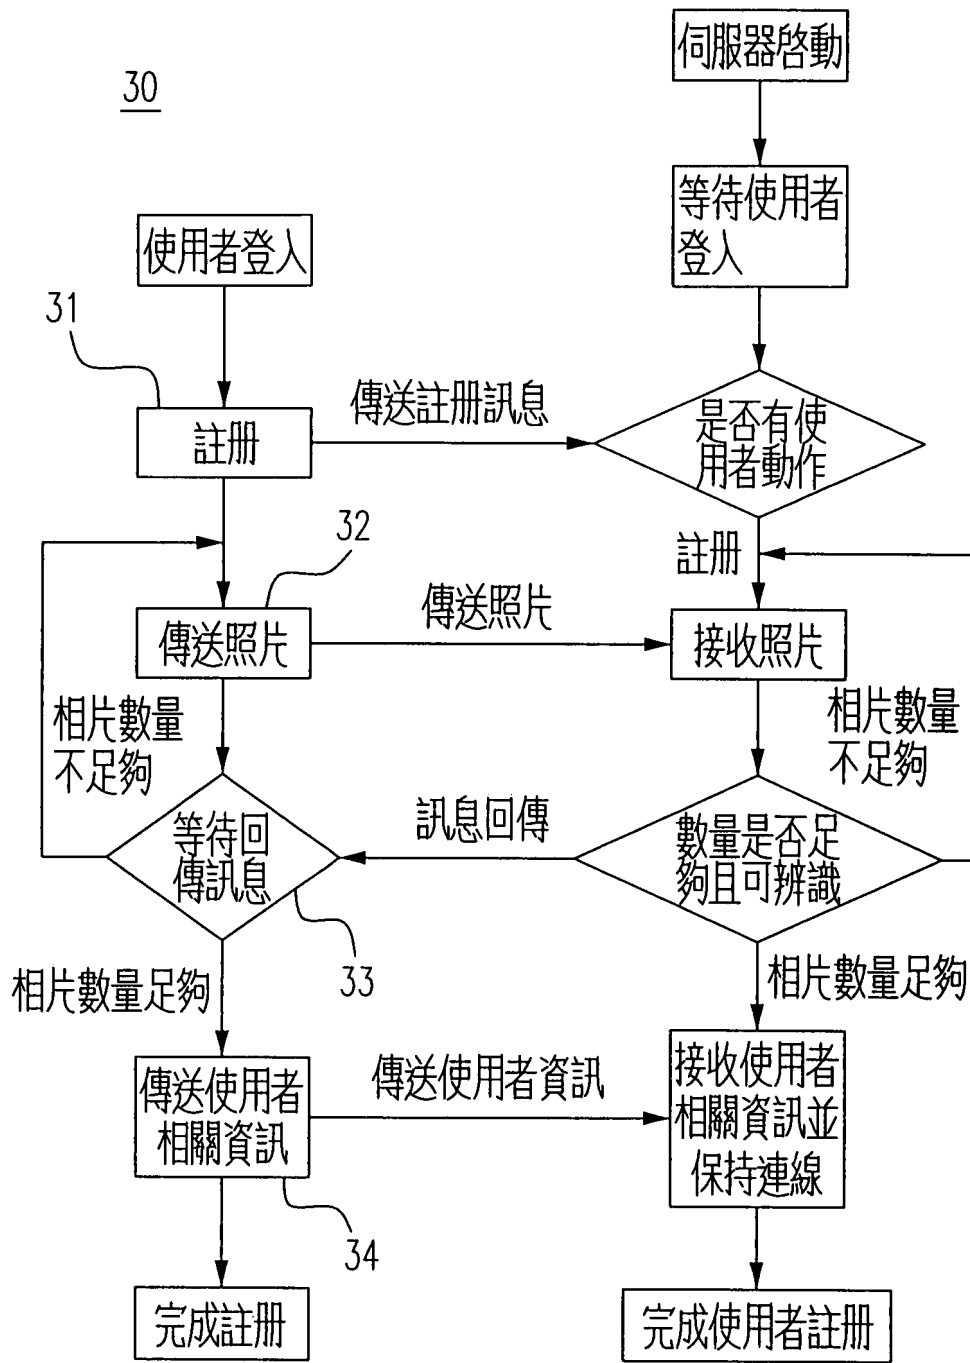 伺服器啓動
30
等待使用者
登入
使用者登入
31
傳送註册訊息
是否有使
用者動作
註册
32
註册
傳送照片
傳送照片
接收照片
相片數量
不足夠
相片數量
不足夠
等待回
傳訊息
訊息回傳
數量是否足
夠且可辨識
33
相片數量足夠
相片數量足夠
傳送使用者
相關資訊
傳送使用者資訊
接收使用者
相關資訊並
保持連線
34
完成註册
完成使用者註册